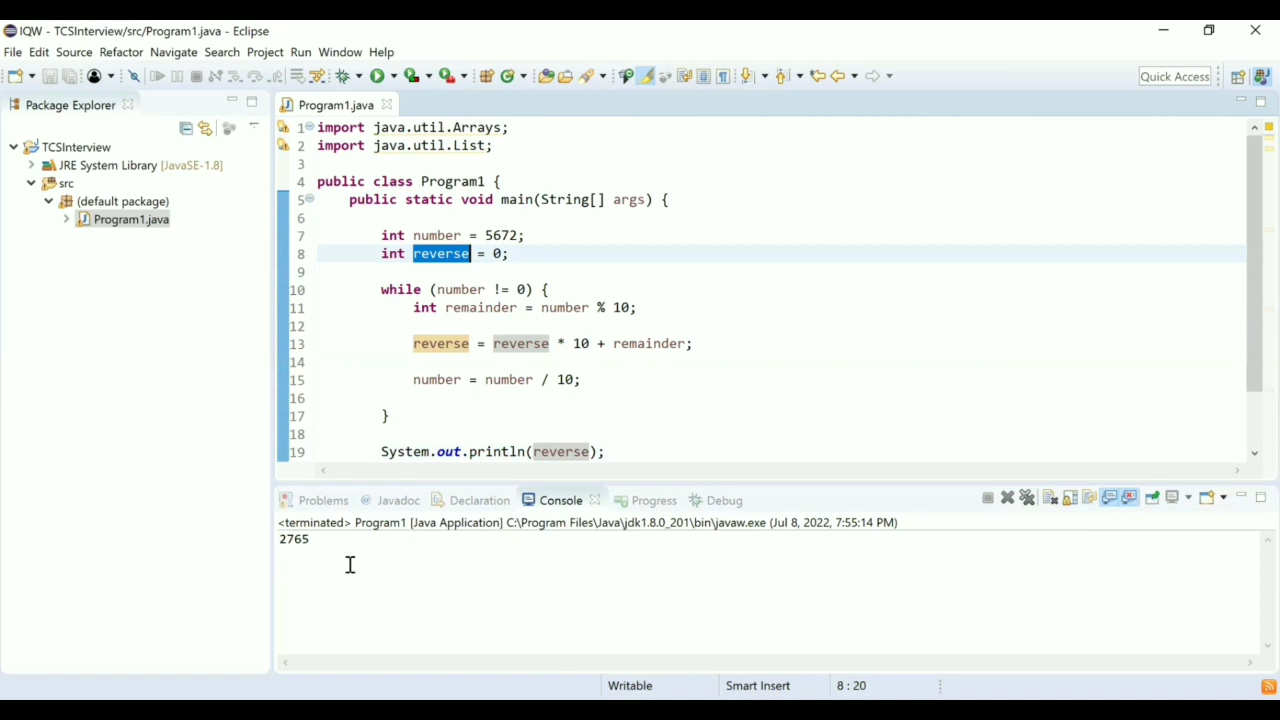 IQW - TCSInterview/src/Program1.java - Eclipse
File Edit Source Refactor Navigate Search Project Run Window Help
Quick Access
Package Explorer
TCSInterview
JRE System Library [JavaSE-1.8]
src
(default package)
Program1.java
Program1.java
1 import java.util.Arrays;
2 import java.util.List;
3
4 public class Program1 {
5 public static void main(String[] args) {
6
7 int number = 5672;
8 int reverse = 0;
9
10 while (number != 0) {
11 int remainder = number % 10;
12
13 reverse = reverse * 10 + remainder;
14
15 number = number / 10;
16
17 }
18
19 System.out.println(reverse);
Problems Javadoc Declaration Console Progress Debug
<terminated> Program1 [Java Application] C:\Program Files\Java\jdk1.8.0_201\bin\javaw.exe (Jul 8, 2022, 7:55:14 PM)
2765
Writable Smart Insert 8 : 20